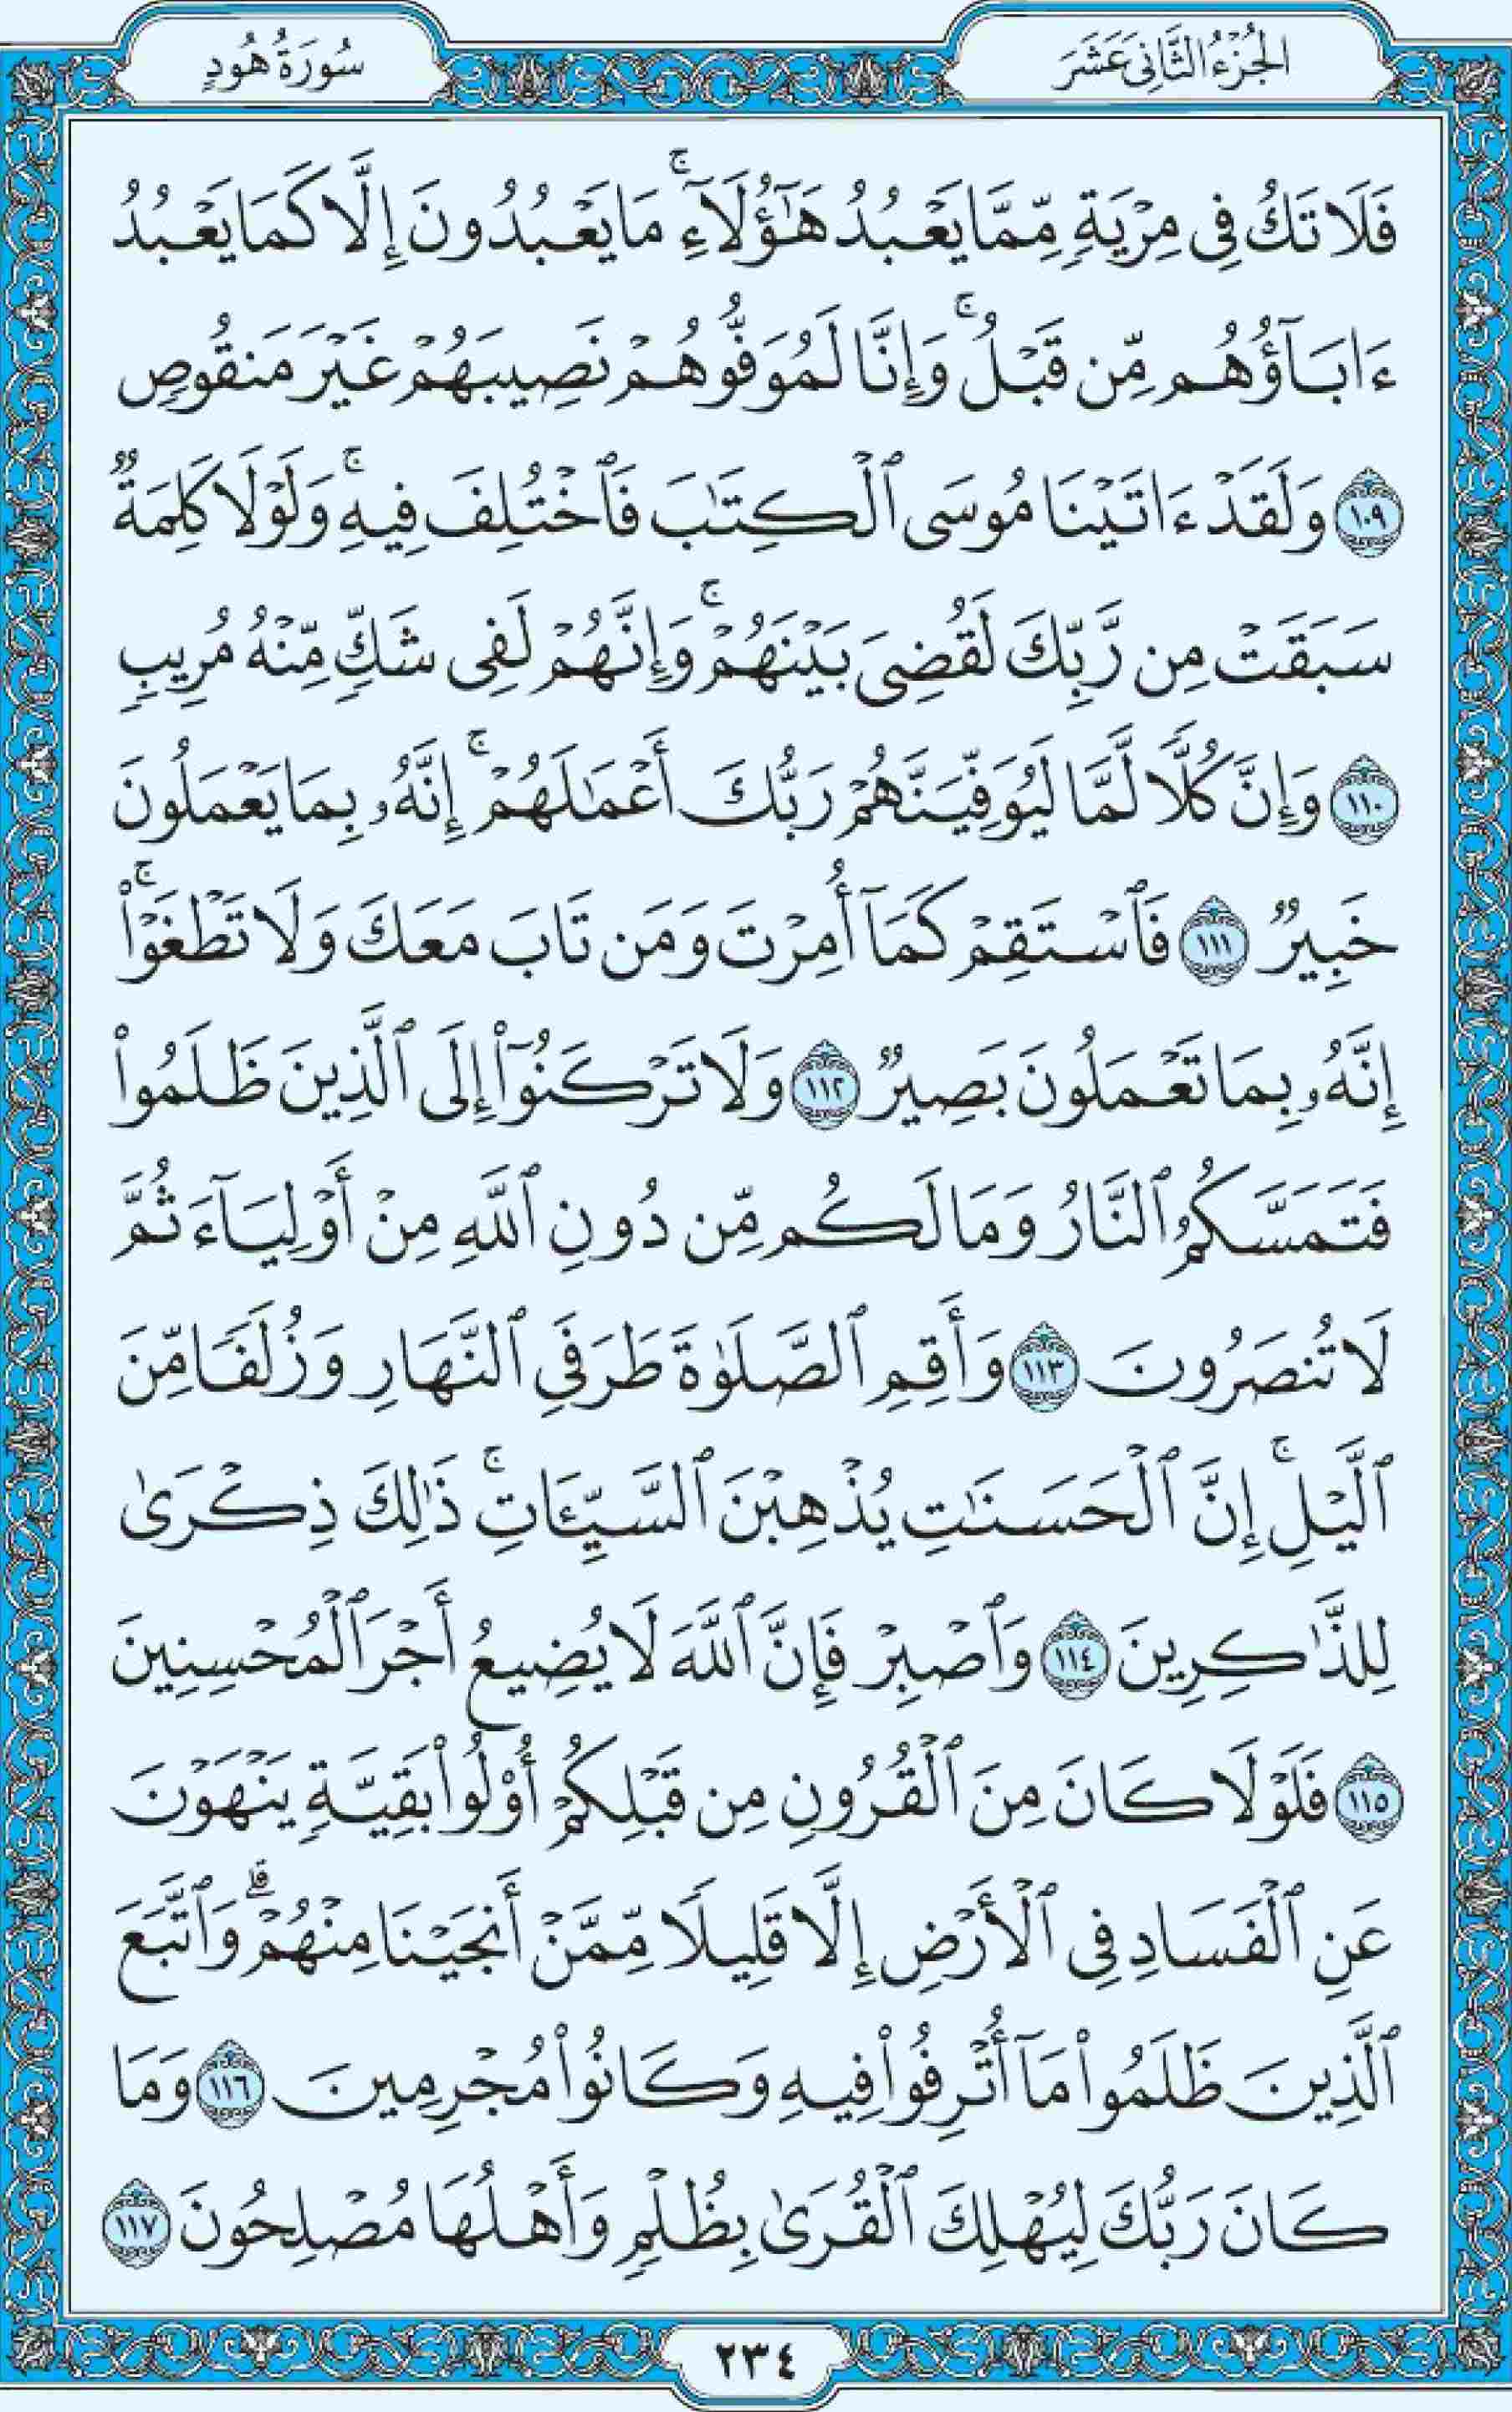 الجُزْءُ الثَّانِي عَشَرَ
سُورَةُ هُودٍ
فَلَا تَكُ فِي مِرْيَةٍ مِّمَّا يَعْبُدُ هَٰٓؤُلَآءِۚ مَا يَعْبُدُونَ إِلَّا كَمَا يَعْبُدُ
ءَابَآؤُهُم مِّن قَبْلُۚ وَإِنَّا لَمُوَفُّوهُمْ نَصِيبَهُمْ غَيْرَ مَنقُوصٍ
١٠٩ وَلَقَدْ ءَاتَيْنَا مُوسَى ٱلْكِتَٰبَ فَٱخْتُلِفَ فِيهِۚ وَلَوْلَا كَلِمَةٌ
سَبَقَتْ مِن رَّبِّكَ لَقُضِيَ بَيْنَهُمْۚ وَإِنَّهُمْ لَفِي شَكٍّ مِّنْهُ مُرِيبٍ
١١٠ وَإِنَّ كُلًّا لَّمَّا لَيُوَفِّيَنَّهُمْ رَبُّكَ أَعْمَٰلَهُمْۚ إِنَّهُۥ بِمَا يَعْمَلُونَ
خَبِيرٌ ١١١ فَٱسْتَقِمْ كَمَآ أُمِرْتَ وَمَن تَابَ مَعَكَ وَلَا تَطْغَوْا۟ۚ
إِنَّهُۥ بِمَا تَعْمَلُونَ بَصِيرٌ ١١٢ وَلَا تَرْكَنُوٓا۟ إِلَى ٱلَّذِينَ ظَلَمُوا۟
فَتَمَسَّكُمُ ٱلنَّارُ وَمَا لَكُم مِّن دُونِ ٱللَّهِ مِنْ أَوْلِيَآءَ ثُمَّ
لَا تُنصَرُونَ ١١٣ وَأَقِمِ ٱلصَّلَوٰةَ طَرَفَيِ ٱلنَّهَارِ وَزُلَفًا مِّنَ
ٱلَّيْلِۚ إِنَّ ٱلْحَسَنَٰتِ يُذْهِبْنَ ٱلسَّيِّـَٔاتِۚ ذَٰلِكَ ذِكْرَىٰ
لِلذَّٰكِرِينَ ١١٤ وَٱصْبِرْ فَإِنَّ ٱللَّهَ لَا يُضِيعُ أَجْرَ ٱلْمُحْسِنِينَ
١١٥ فَلَوْلَا كَانَ مِنَ ٱلْقُرُونِ مِن قَبْلِكُمْ أُو۟لُوا۟ بَقِيَّةٍ يَنْهَوْنَ
عَنِ ٱلْفَسَادِ فِي ٱلْأَرْضِ إِلَّا قَلِيلًا مِّمَّنْ أَنجَيْنَا مِنْهُمْۗ وَٱتَّبَعَ
ٱلَّذِينَ ظَلَمُوا۟ مَآ أُتْرِفُوا۟ فِيهِ وَكَانُوا۟ مُجْرِمِينَ ١١٦ وَمَا
كَانَ رَبُّكَ لِيُهْلِكَ ٱلْقُرَىٰ بِظُلْمٍ وَأَهْلُهَا مُصْلِحُونَ ١١٧
٢٣٤